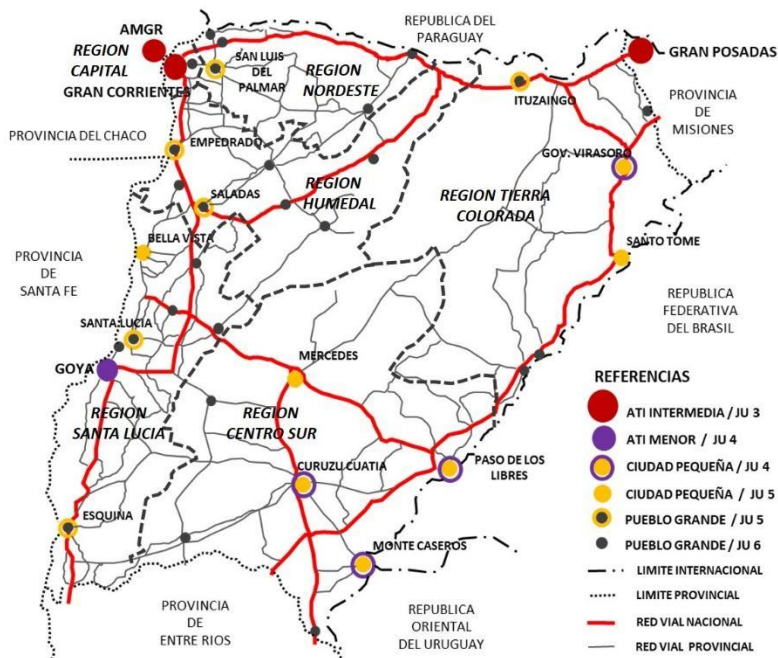 AMGR
REGION
CAPITAL
GRAN CORRIENTES
SAN LUIS
DEL
PALMAR
REGION
NORDESTE
REPUBLICA DEL
PARAGUAY
GRAN POSADAS
ITUZAINGO
PROVINCIA
DE
MISIONES
PROVINCIA DEL CHACO
EMPEDRADO
GOV. VIRASORO
SALADAS
REGION
HUMEDAL
REGION TIERRA
COLORADA
BELLA VISTA
SANTO TOME
PROVINCIA
DE
SANTA FE
REPUBLICA
FEDERATIVA
DEL BRASIL
SANTA LUCIA
GOYA
MERCEDES
REGION
SANTA LUCIA
REGION
CENTRO SUR
CURUZU CUATIA
PASO DE LOS
LIBRES
ESQUINA
MONTE CASEROS
PROVINCIA
DE
ENTRE RIOS
REPUBLICA
ORIENTAL
DEL URUGUAY
REFERENCIAS
ATI INTERMEDIA / JU 3
ATI MENOR / JU 4
CIUDAD PEQUEÑA / JU 4
CIUDAD PEQUEÑA / JU 5
PUEBLO GRANDE / JU 5
PUEBLO GRANDE / JU 6
LIMITE INTERNACIONAL
LIMITE PROVINCIAL
RED VIAL NACIONAL
RED VIAL PROVINCIAL